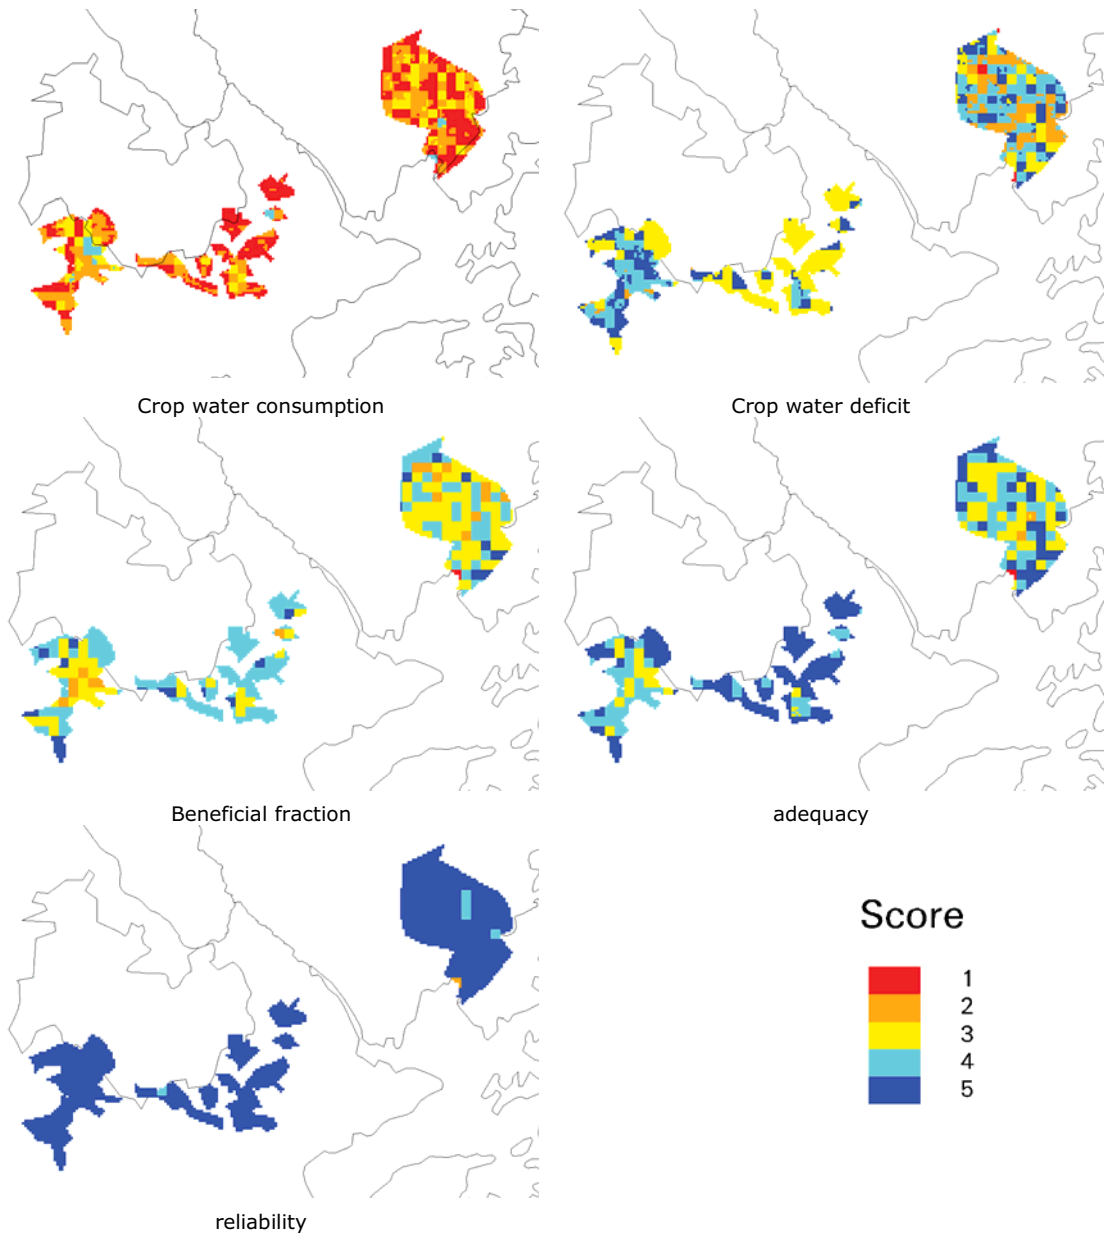 Crop water consumption
Crop water deficit
Beneficial fraction
adequacy
reliability
Score
1
2
3
4
5